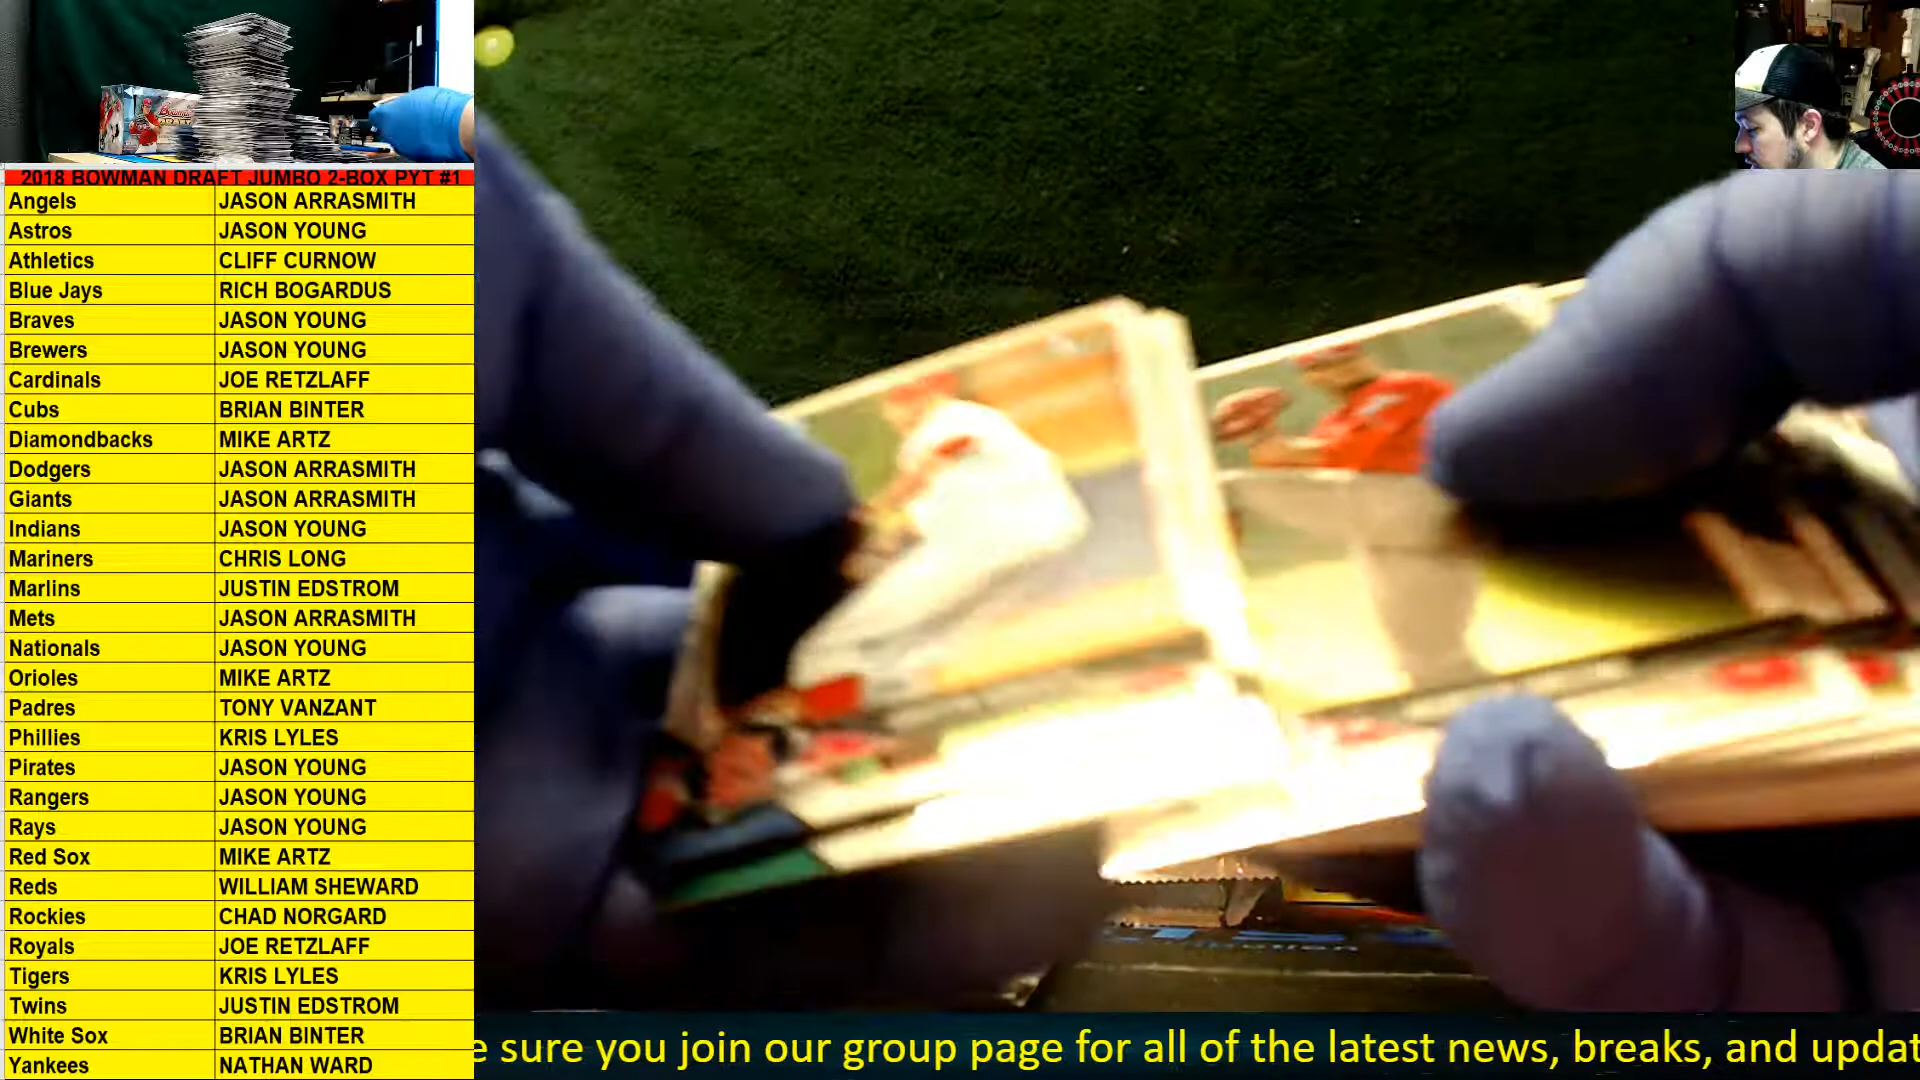 2018 BOWMAN DRAFT JUMBO 2-BOX PYT #1
Angels JASON ARRASMITH
Astros JASON YOUNG
Athletics CLIFF CURNOW
Blue Jays RICH BOGARDUS
Braves JASON YOUNG
Brewers JASON YOUNG
Cardinals JOE RETZLAFF
Cubs BRIAN BINTER
Diamondbacks MIKE ARTZ
Dodgers JASON ARRASMITH
Giants JASON ARRASMITH
Indians JASON YOUNG
Mariners CHRIS LONG
Marlins JUSTIN EDSTROM
Mets JASON ARRASMITH
Nationals JASON YOUNG
Orioles MIKE ARTZ
Padres TONY VANZANT
Phillies KRIS LYLES
Pirates JASON YOUNG
Rangers JASON YOUNG
Rays JASON YOUNG
Red Sox MIKE ARTZ
Reds WILLIAM SHEWARD
Rockies CHAD NORGARD
Royals JOE RETZLAFF
Tigers KRIS LYLES
Twins JUSTIN EDSTROM
White Sox BRIAN BINTER
Yankees NATHAN WARD
e sure you join our group page for all of the latest news, breaks, and updat